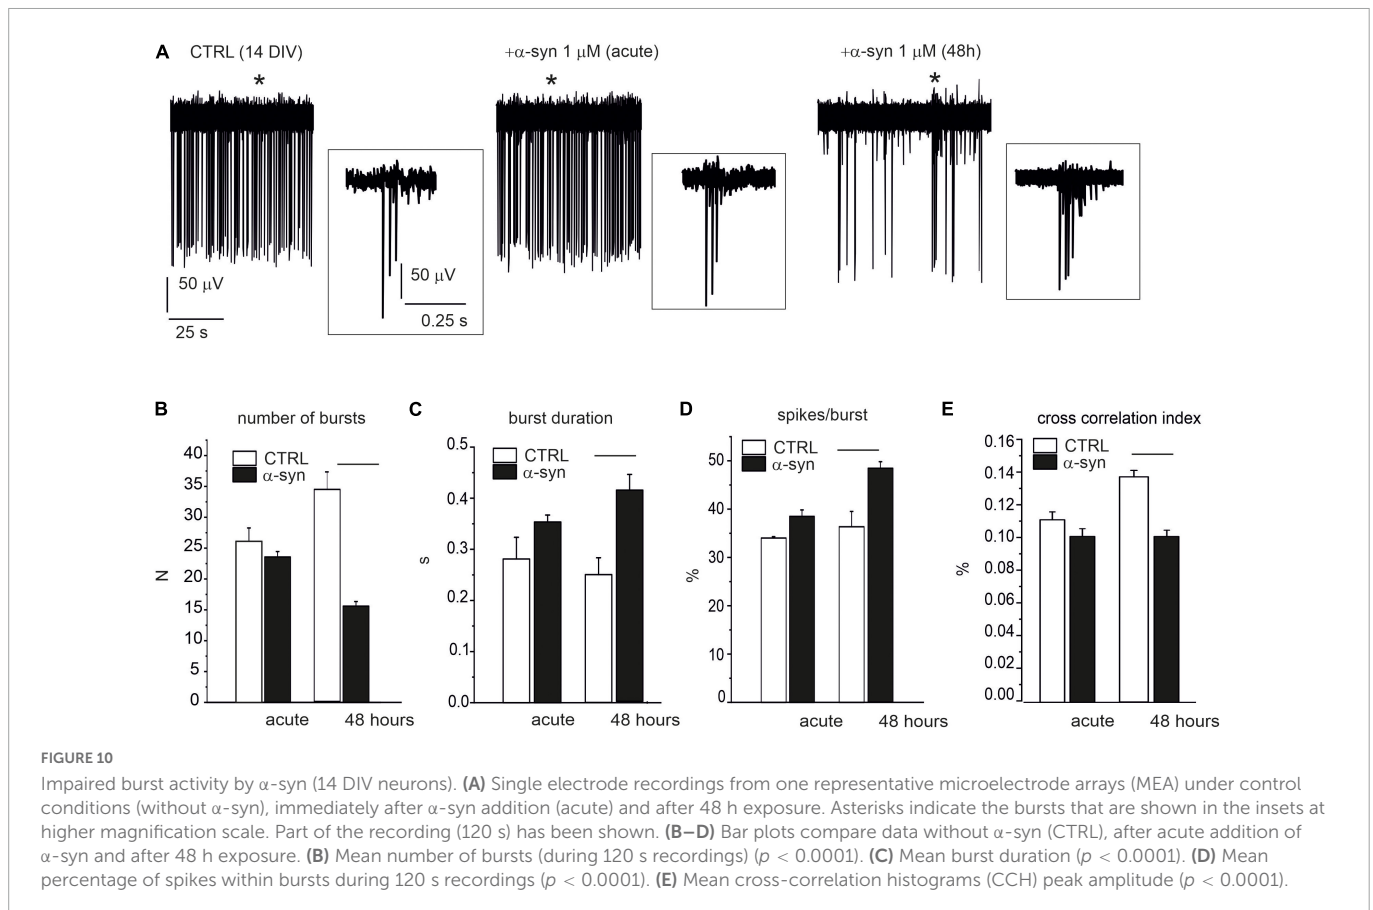 A CTRL (14 DIV) +α-syn 1 μM (acute) +α-syn 1 μM (48h)
* * *
50 μV
25 s
50 μV
0.25 s
B number of bursts
CTRL
α-syn
N
40
35
30
25
20
15
10
5
0
acute 48 hours
C burst duration
CTRL
α-syn
s
0.5
0.4
0.3
0.2
0.1
0.0
acute 48 hours
D spikes/burst
CTRL
α-syn
%
50
40
30
20
10
0
acute 48 hours
E cross correlation index
CTRL
α-syn
%
0.16
0.14
0.12
0.10
0.08
0.06
0.04
0.02
0.00
acute 48 hours
FIGURE 10
Impaired burst activity by α-syn (14 DIV neurons). (A) Single electrode recordings from one representative microelectrode arrays (MEA) under control
conditions (without α-syn), immediately after α-syn addition (acute) and after 48 h exposure. Asterisks indicate the bursts that are shown in the insets at
higher magnification scale. Part of the recording (120 s) has been shown. (B–D) Bar plots compare data without α-syn (CTRL), after acute addition of
α-syn and after 48 h exposure. (B) Mean number of bursts (during 120 s recordings) (p < 0.0001). (C) Mean burst duration (p < 0.0001). (D) Mean
percentage of spikes within bursts during 120 s recordings (p < 0.0001). (E) Mean cross-correlation histograms (CCH) peak amplitude (p < 0.0001).